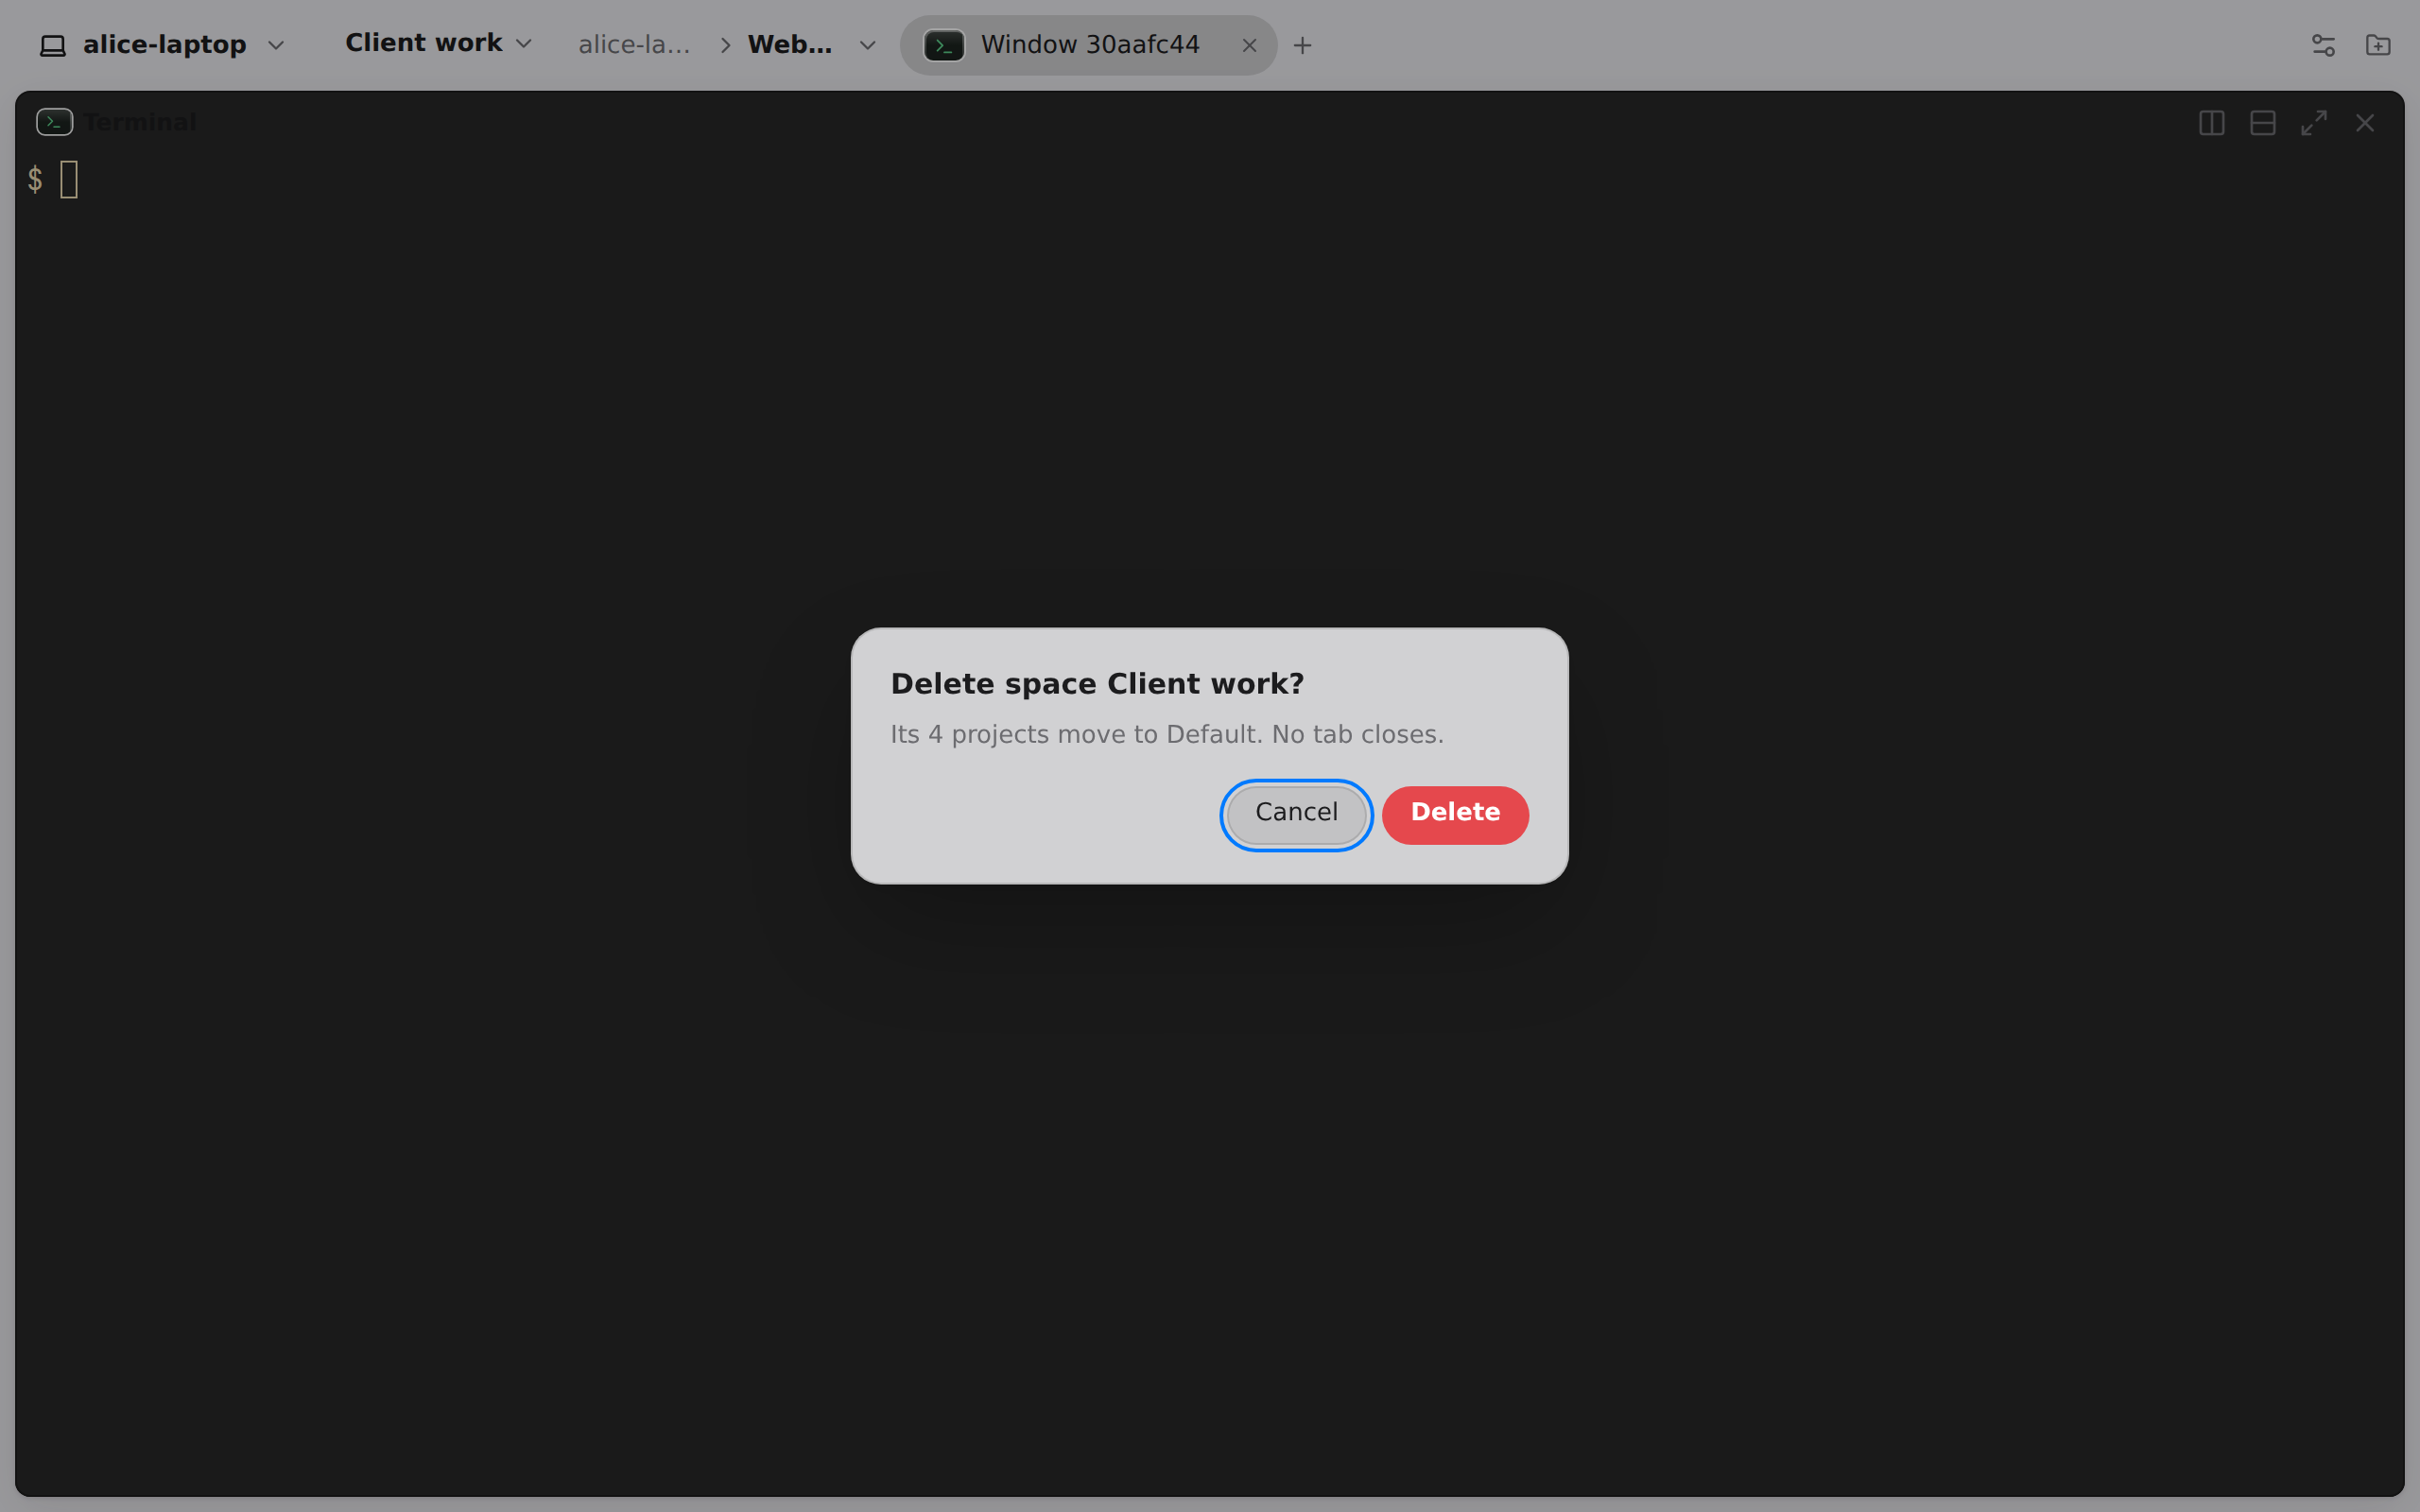 alice-laptop
Client work
alice-la...
Web...
Window 30aafc44
Terminal
$
Delete space Client work?
Its 4 projects move to Default. No tab closes.
Cancel
Delete